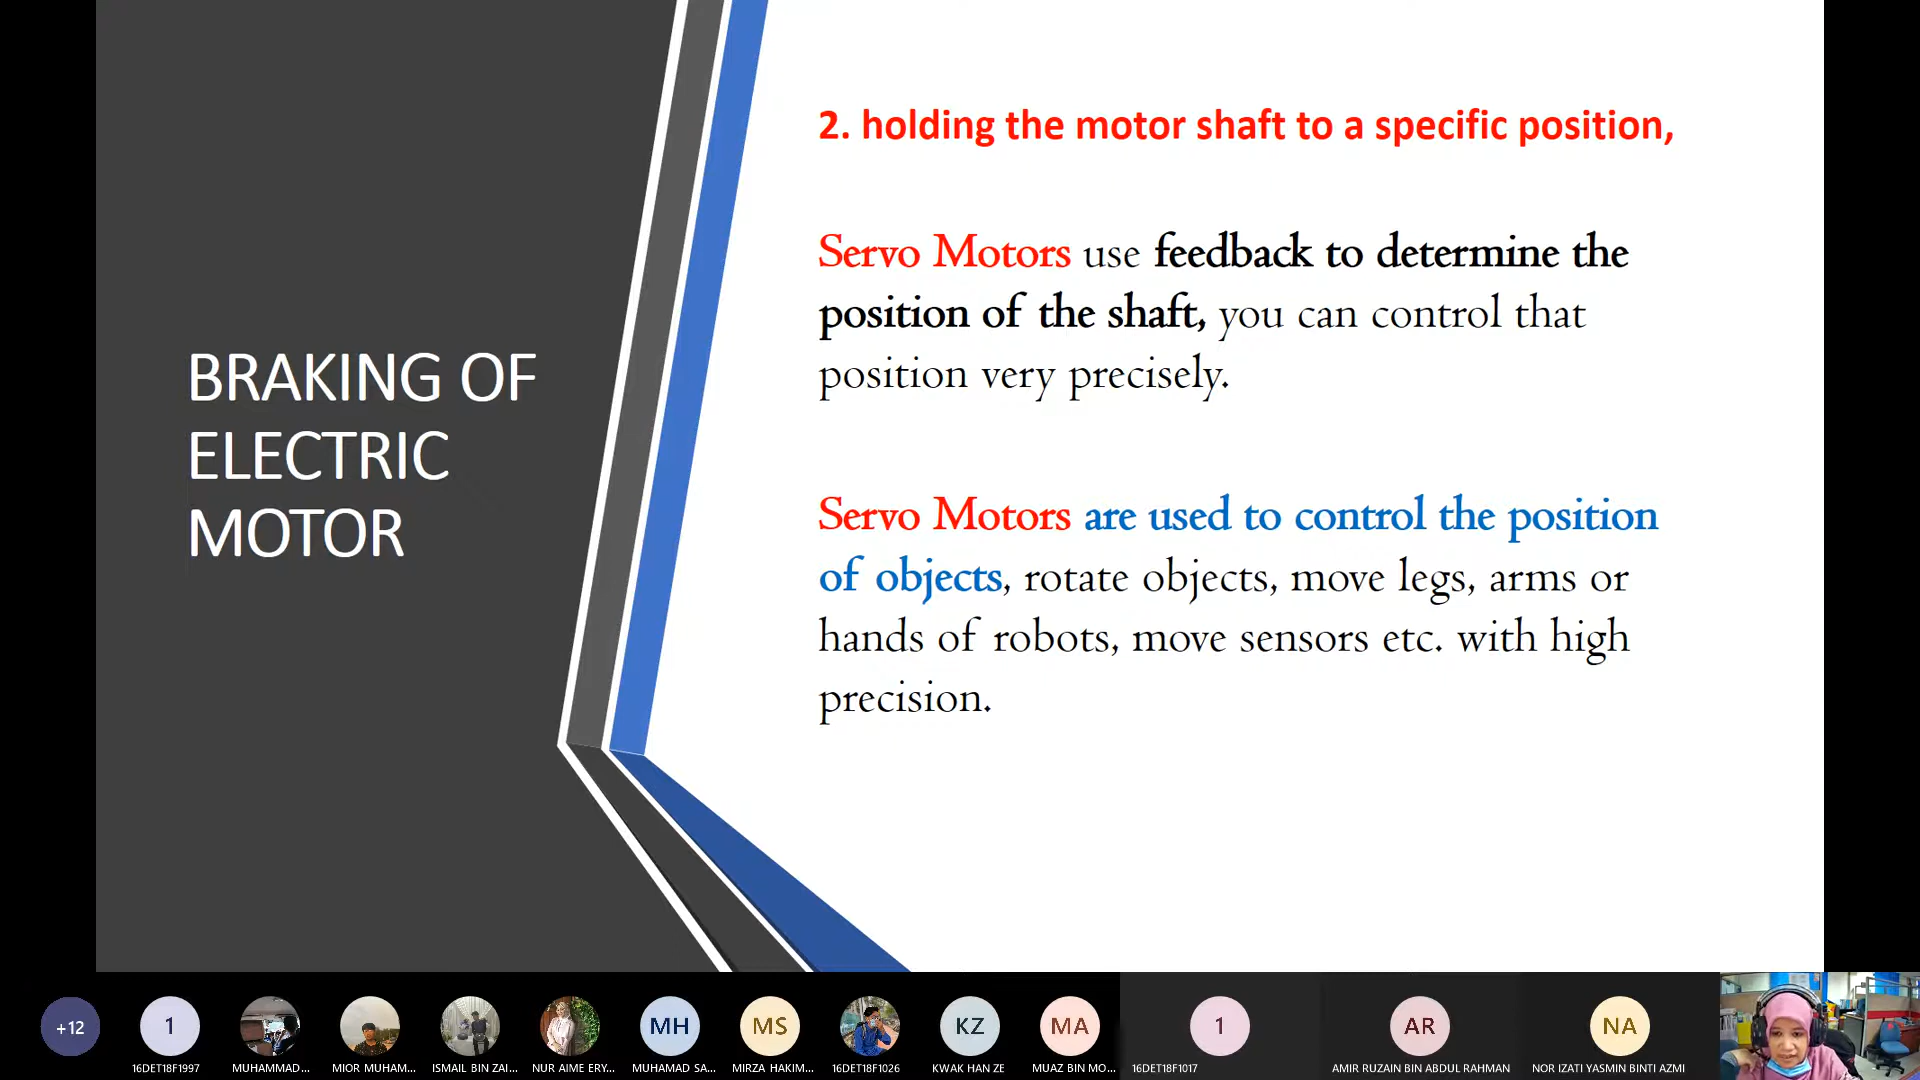 BRAKING OF
ELECTRIC
MOTOR
2. holding the motor shaft to a specific position,
Servo Motors use feedback to determine the
position of the shaft, you can control that
position very precisely.
Servo Motors are used to control the position
of objects, rotate objects, move legs, arms or
hands of robots, move sensors etc. with high
precision.
+12
1
MH
MS
KZ
MA
1
AR
NA
16DET18F1997
MUHAMMAD...
MIOR MUHAM...
ISMAIL BIN ZAI...
NUR AIME ERY...
MUHAMAD SA...
MIRZA HAKIM...
16DET18F1026
KWAK HAN ZE
MUAZ BIN MO...
16DET18F1017
AMIR RUZAIN BIN ABDUL RAHMAN
NOR IZATI YASMIN BINTI AZMI